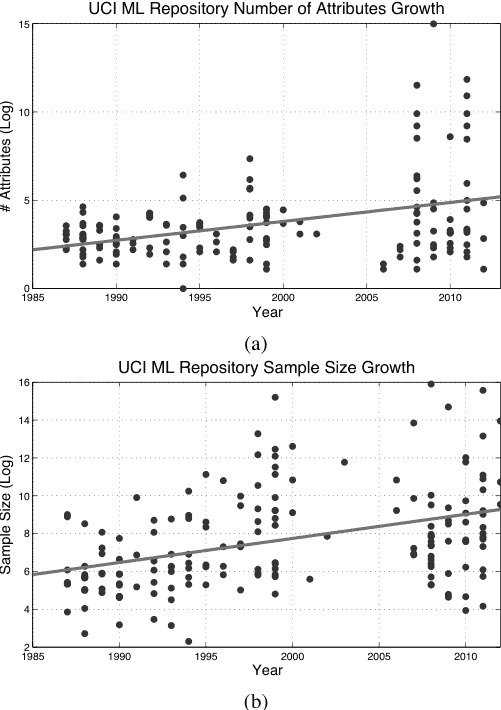 UCI ML Repository Number of Attributes Growth
15
10
5
0
# Attributes (Log)
1985 1990 1995 2000 2005 2010
Year
(a)
UCI ML Repository Sample Size Growth
16
14
12
10
8
6
4
2
Sample Size (Log)
1985 1990 1995 2000 2005 2010
Year
(b)